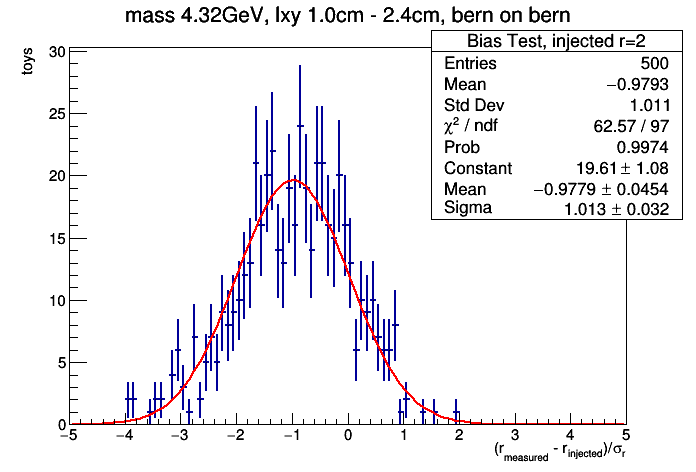 mass 4.32GeV, lxy 1.0cm - 2.4cm, bern on bern
Bias Test, injected r=2
Entries 500
Mean −0.9793
Std Dev 1.011
χ² / ndf 62.57 / 97
Prob 0.9974
Constant 19.61 ± 1.08
Mean −0.9779 ± 0.0454
Sigma 1.013 ± 0.032
toys
30
25
20
15
10
5
0
−5 −4 −3 −2 −1 0 1 2 3 4 5
(r_measured - r_injected)/σ_r